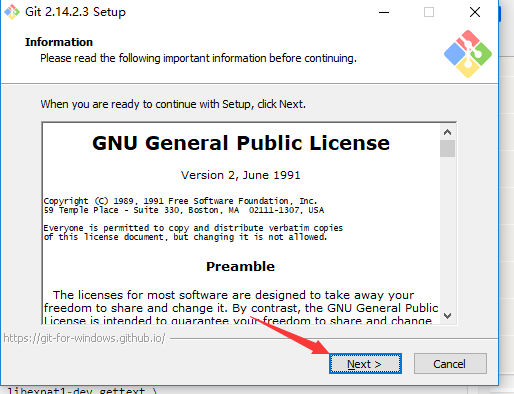 Git 2.14.2.3 Setup
Information
Please read the following important information before continuing.
When you are ready to continue with Setup, click Next.
GNU General Public License
Version 2, June 1991
Copyright (C) 1989, 1991 Free Software Foundation, Inc.
59 Temple Place - Suite 330, Boston, MA  02111-1307, USA
Everyone is permitted to copy and distribute verbatim copies
of this license document, but changing it is not allowed.
Preamble
The licenses for most software are designed to take away your
freedom to share and change it. By contrast, the GNU General Public
License is intended to guarantee your freedom to share and change
https://git-for-windows.github.io/
Next >
Cancel
libexpat1-dev gettext \